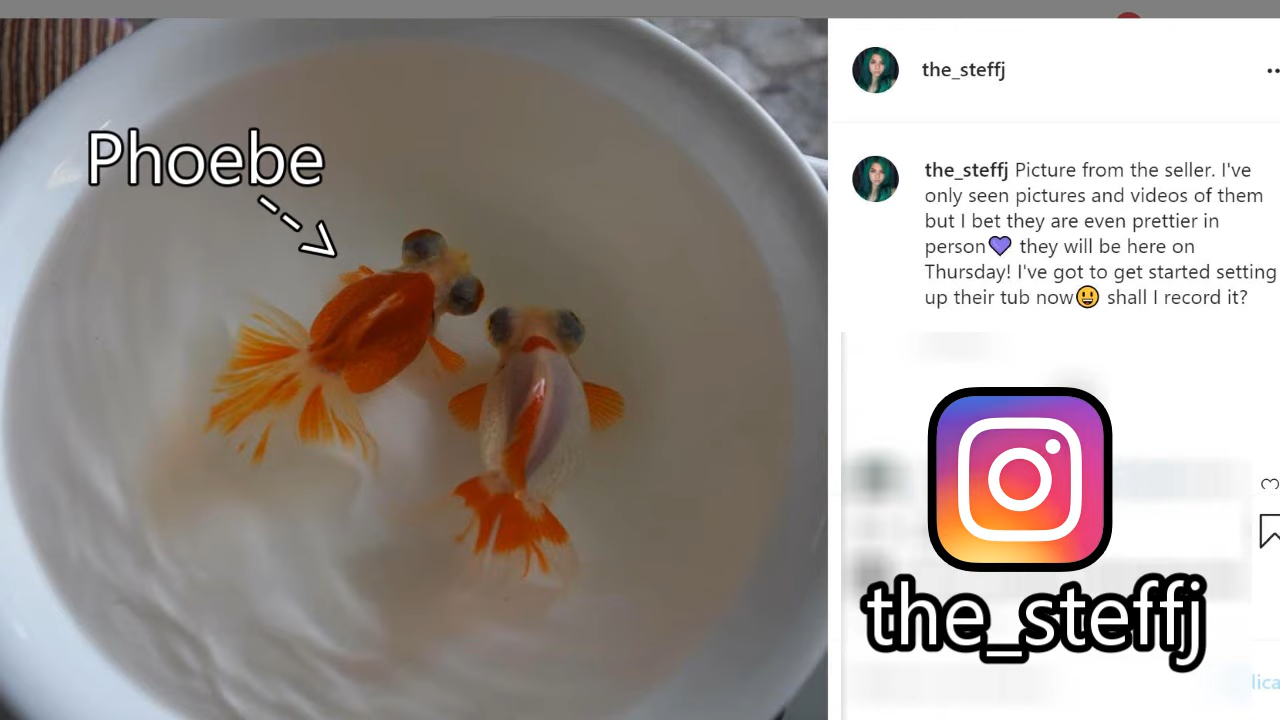 Phoebe
the_steffj
the_steffj Picture from the seller. I've
only seen pictures and videos of them
but I bet they are even prettier in
person💜 they will be here on
Thursday! I've got to get started setting
up their tub now😃 shall I record it?
the_steffj
lica